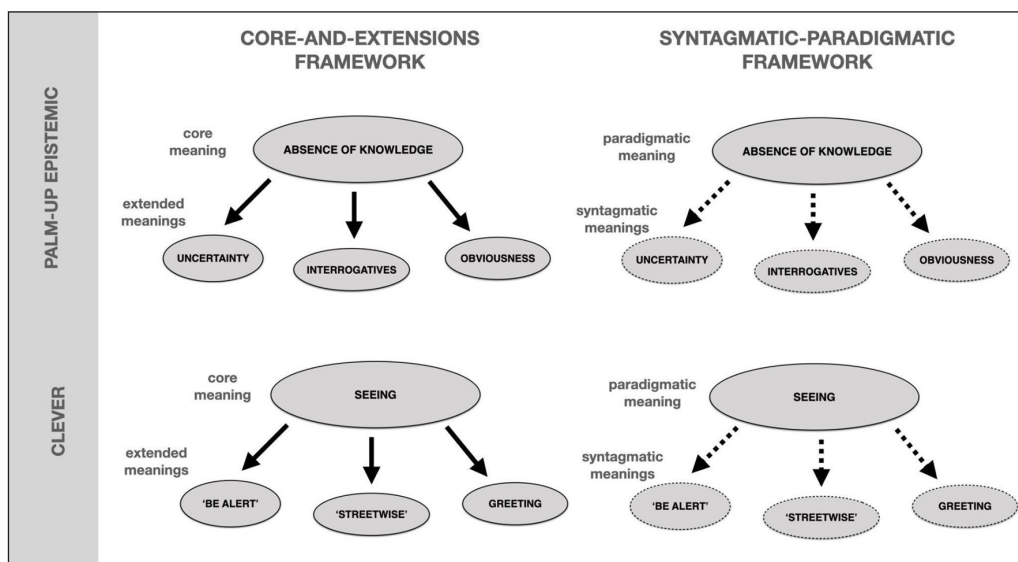 CORE-AND-EXTENSIONS
FRAMEWORK
SYNTAGMATIC-PARADIGMATIC
FRAMEWORK
PALM-UP EPISTEMIC
core
meaning
ABSENCE OF KNOWLEDGE
extended
meanings
UNCERTAINTY
INTERROGATIVES
OBVIOUSNESS
paradigmatic
meaning
ABSENCE OF KNOWLEDGE
syntagmatic
meanings
UNCERTAINTY
INTERROGATIVES
OBVIOUSNESS
CLEVER
core
meaning
SEEING
extended
meanings
‘BE ALERT’
‘STREETWISE’
GREETING
paradigmatic
meaning
SEEING
syntagmatic
meanings
‘BE ALERT’
‘STREETWISE’
GREETING